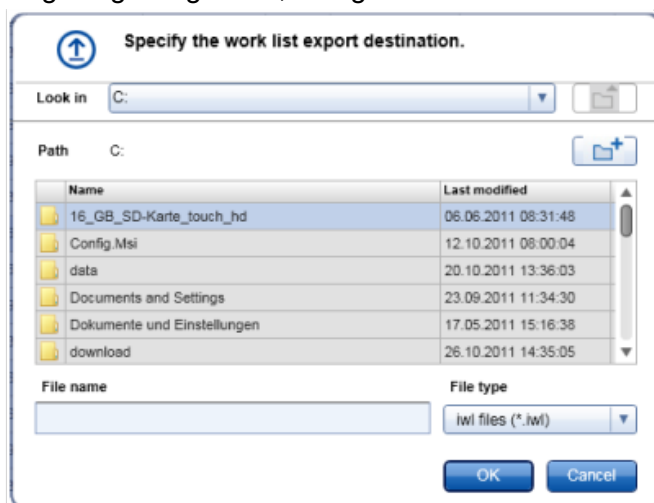 Specify the work list export destination.
Look in C:
Path C:
Name Last modified
16_GB_SD-Karte_touch_hd 06.06.2011 08:31:48
Config.Msi 12.10.2011 08:00:04
data 20.10.2011 13:36:03
Documents and Settings 23.09.2011 11:34:30
Dokumente und Einstellungen 17.05.2011 15:16:38
download 26.10.2011 14:35:05
File name File type
iwl files (*.iwl)
OK Cancel